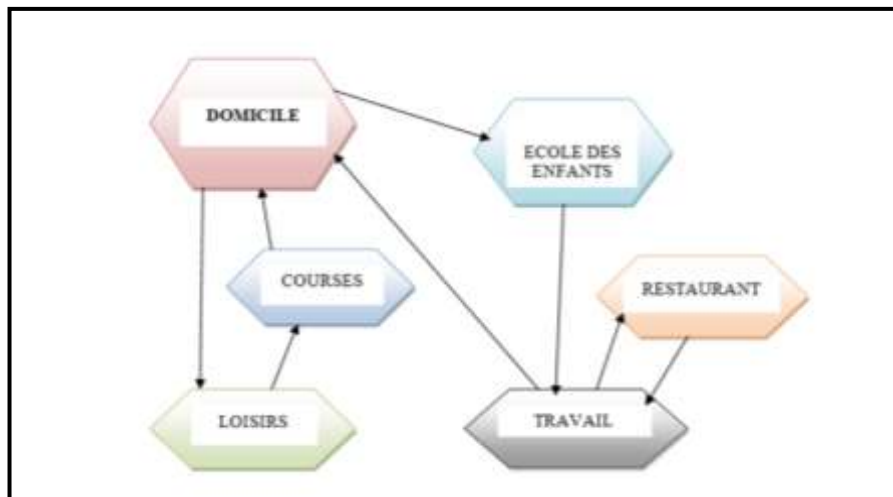 DOMICILE
ECOLE DES
ENFANTS
COURSES
RESTAURANT
LOISIRS
TRAVAIL